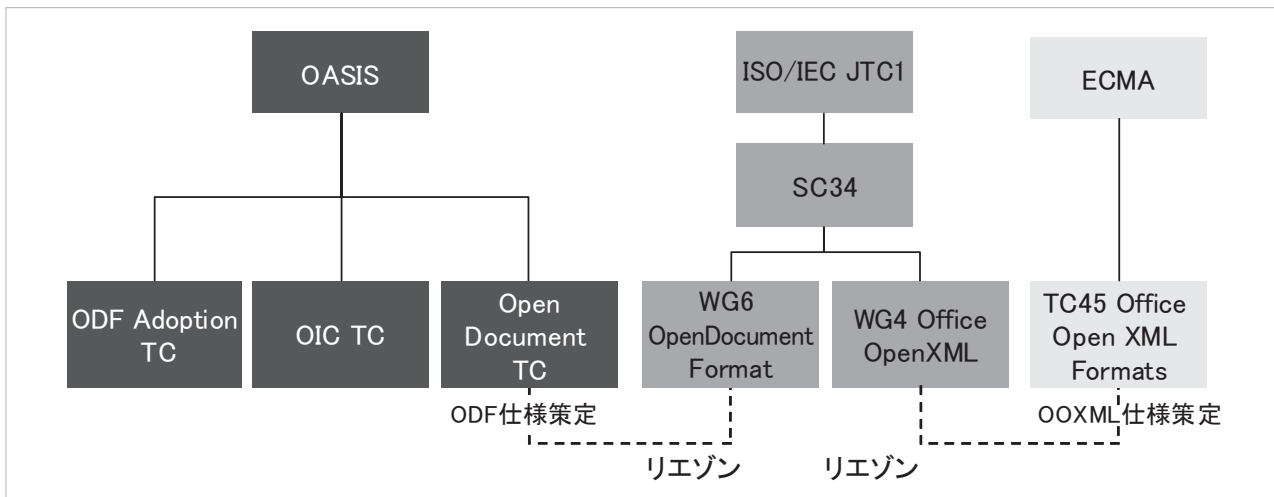 OASIS
ISO/IEC JTC1
ECMA
SC34
ODF Adoption
TC
OIC TC
Open
Document
TC
WG6
OpenDocument
Format
WG4 Office
OpenXML
TC45 Office
Open XML
Formats
ODF仕様策定
OOXML仕様策定
リエゾン
リエゾン